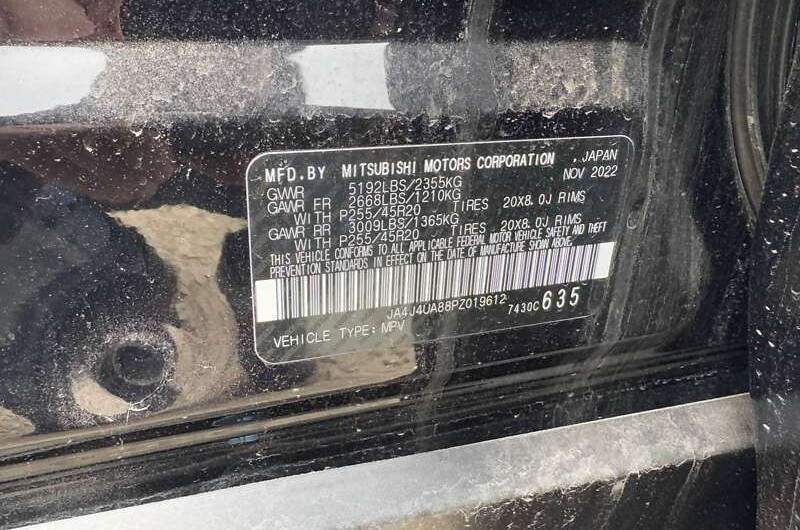 MFD.BY MITSUBISHI MOTORS CORPORATION , JAPAN
GVWR 5192LBS/2355KG NOV 2022
GAWR FR 2668LBS/1210KG
WITH P255/45R20 TIRES 20X8.0J RIMS
GAWR RR 3009LBS/1365KG
WITH P255/45R20 TIRES 20X8.0J RIMS
THIS VEHICLE CONFORMS TO ALL APPLICABLE FEDERAL MOTOR VEHICLE SAFETY AND THEFT
PREVENTION STANDARDS IN EFFECT ON THE DATE OF MANUFACTURE SHOWN ABOVE.
JA4J4UA88PZ019612 7430C 635
VEHICLE TYPE: MPV